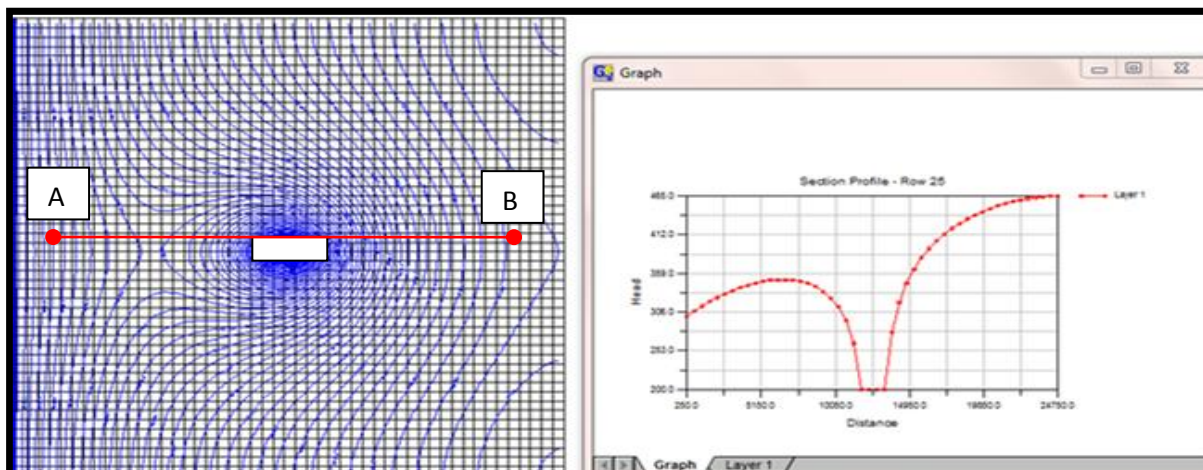 A
B
Graph
Section Profile - Row 25
Layer 1
465.0
412.0
359.0
306.0
253.0
200.0
Head
250.0 5150.0 10050.0 14950.0 19850.0 24750.0
Distance
Graph Layer 1